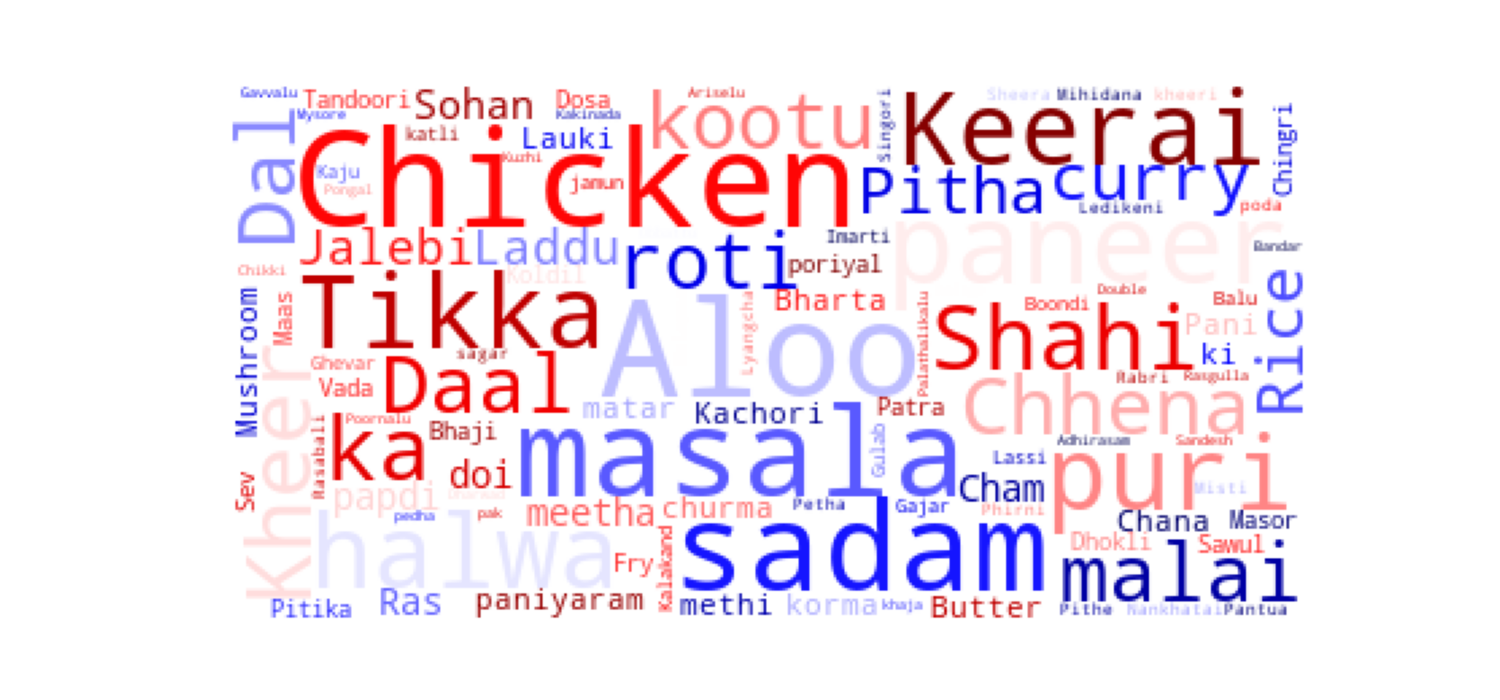 Gavvalu
Tandoori
Sohan
Dosa
Ariselu
kootu
Singori
Keerai
Sheera
Mihidana
kheeri
Chingri
Mysore
Kakinada
katli
Lauki
Dal
Chicken
Kuzhi
Kaju
Pongal
jamun
Pitha
curry
Ledikeni
poda
Jalebi
Laddu
roti
Imarti
poriyal
paneer
Bandar
Chikki
Koldil
Tikka
Maas
Mushroom
Aloo
Lyangcha
Bharta
Palathalikalu
Shahi
Boondi
Double
Balu
Pani
ki
Rice
Kheer
Ghevar
sagar
Vada
Daal
matar
Kachori
Patra
Chhena
Rabri
Rasgulla
Poornalu
ka
Bhaji
Rasabali
doi
masala
Gulab
Adhirasam
Sandesh
Lassi
puri
Sev
papdi
Dharwad
Cham
Misti
pedha
pak
meetha
churma
Petha
Gajar
Phirni
Chana
Masor
halwa
Fry
Kalakand
sadam
Dhokli
Sawul
malai
Pitika
Ras
paniyaram
methi
korma
khaja
Butter
Pithe
Nankhatai
Pantua